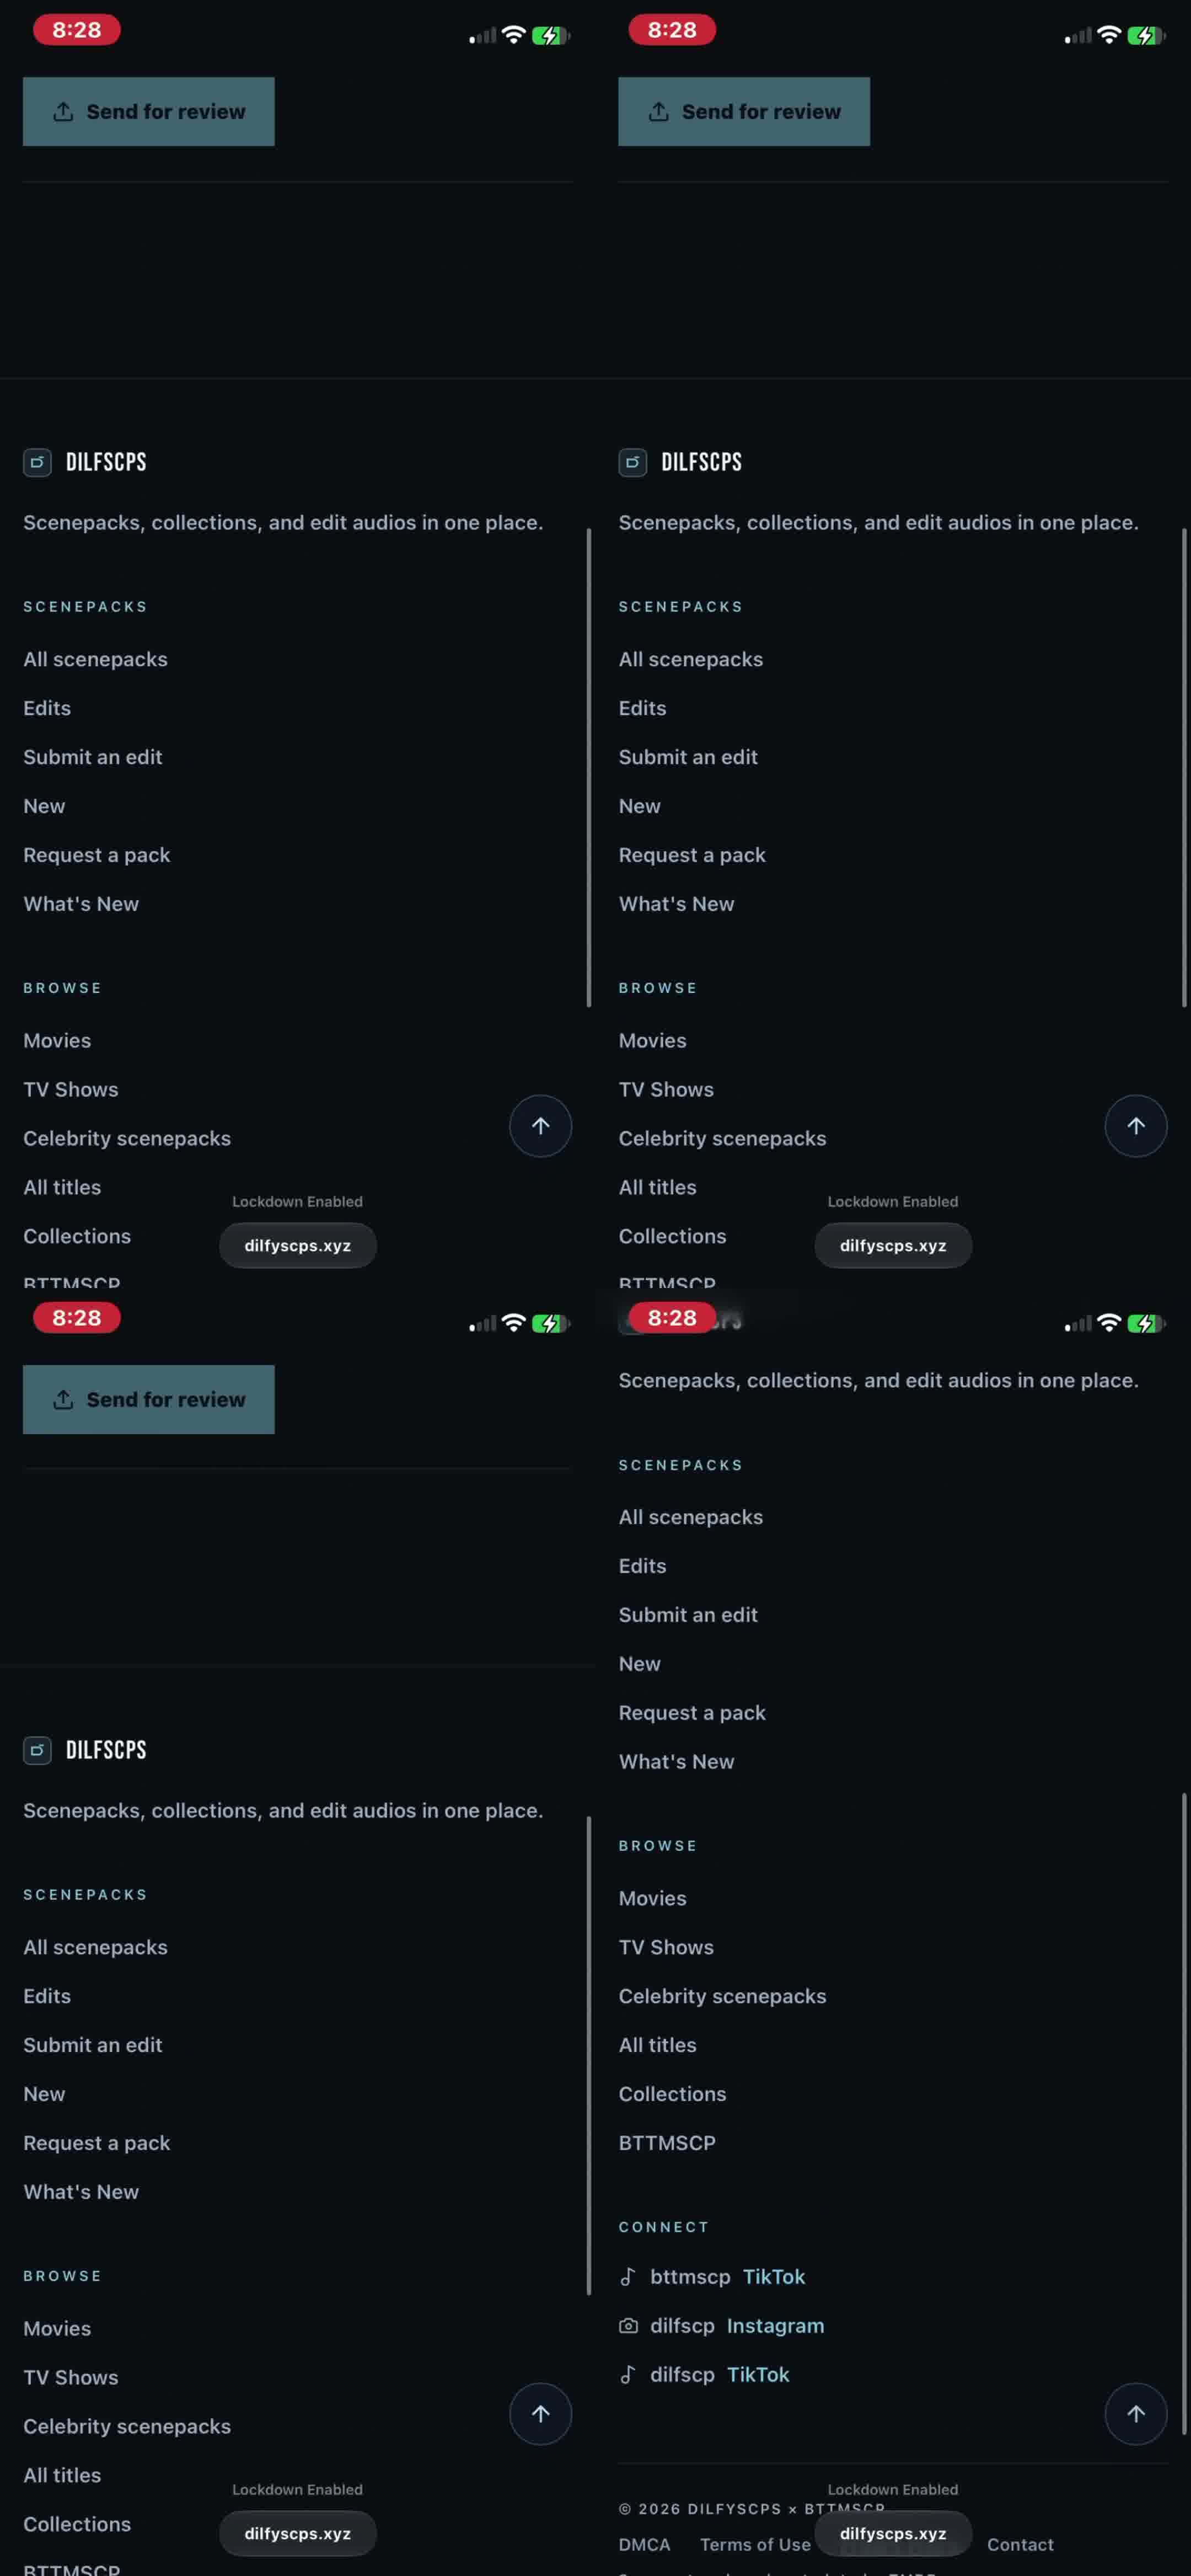 8:28
Send for review
DILFSCPS
Scenepacks, collections, and edit audios in one place.
SCENEPACKS
All scenepacks
Edits
Submit an edit
New
Request a pack
What's New
BROWSE
Movies
TV Shows
Celebrity scenepacks
All titles
Lockdown Enabled
Collections
dilfyscps.xyz
BTTMSCP
8:28
Send for review
DILFSCPS
Scenepacks, collections, and edit audios in one place.
SCENEPACKS
All scenepacks
Edits
Submit an edit
New
Request a pack
What's New
BROWSE
Movies
TV Shows
Celebrity scenepacks
All titles
Lockdown Enabled
Collections
dilfyscps.xyz
BTTMSCP
8:28
Send for review
DILFSCPS
Scenepacks, collections, and edit audios in one place.
SCENEPACKS
All scenepacks
Edits
Submit an edit
New
Request a pack
What's New
BROWSE
Movies
TV Shows
Celebrity scenepacks
All titles
Lockdown Enabled
Collections
dilfyscps.xyz
BTTMSCP
8:28
Scenepacks, collections, and edit audios in one place.
SCENEPACKS
All scenepacks
Edits
Submit an edit
New
Request a pack
What's New
BROWSE
Movies
TV Shows
Celebrity scenepacks
All titles
Collections
BTTMSCP
CONNECT
bttmscp TikTok
dilfscp Instagram
dilfscp TikTok
Lockdown Enabled
© 2026 DILFYSCPS × BTTMSCP
dilfyscps.xyz
DMCA Terms of Use Contact